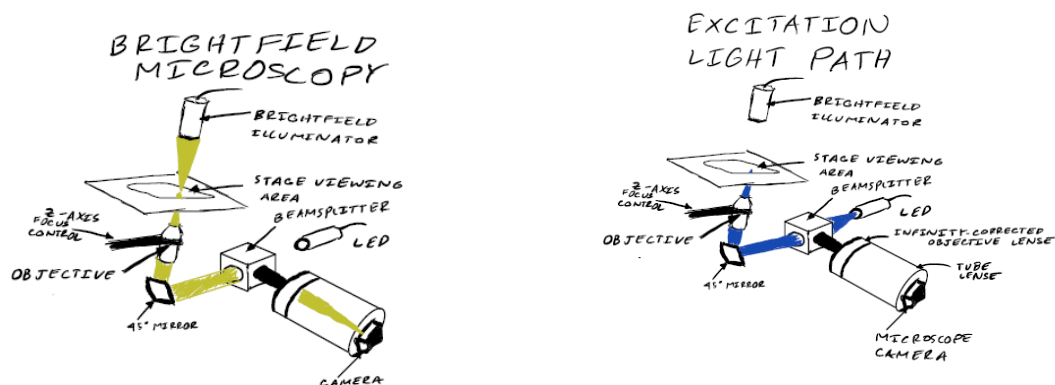 BRIGHTFIELD
MICROSCOPY
BRIGHTFIELD
ILLUMINATOR
STAGE VIEWING
AREA
BEAMSPLITTER
Z-AXIS
FOCUS
CONTROL
LED
OBJECTIVE
45° MIRROR
CAMERA
EXCITATION
LIGHT PATH
BRIGHTFIELD
ILLUMINATOR
STAGE VIEWING
AREA
BEAMSPLITTER
Z-AXIS
FOCUS
CONTROL
LED
INFINITY-CORRECTED
OBJECTIVE LENSE
OBJECTIVE
TUBE
LENSE
45° MIRROR
MICROSCOPE
CAMERA